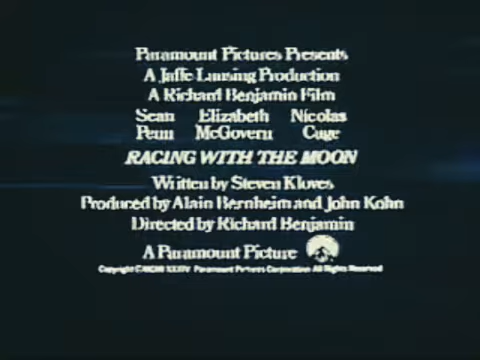 Paramount Pictures Presents
A Jaffe Lansing Production
A Richard Benjamin Film
Sean Elizabeth Nicolas
Penn McGovern Cage
RACING WITH THE MOON
Written by Steven Kloves
Produced by Alain Bernheim and John Kohn
Directed by Richard Benjamin
A Paramount Picture
Copyright © MCMLXXXIV Paramount Pictures Corporation All Rights Reserved